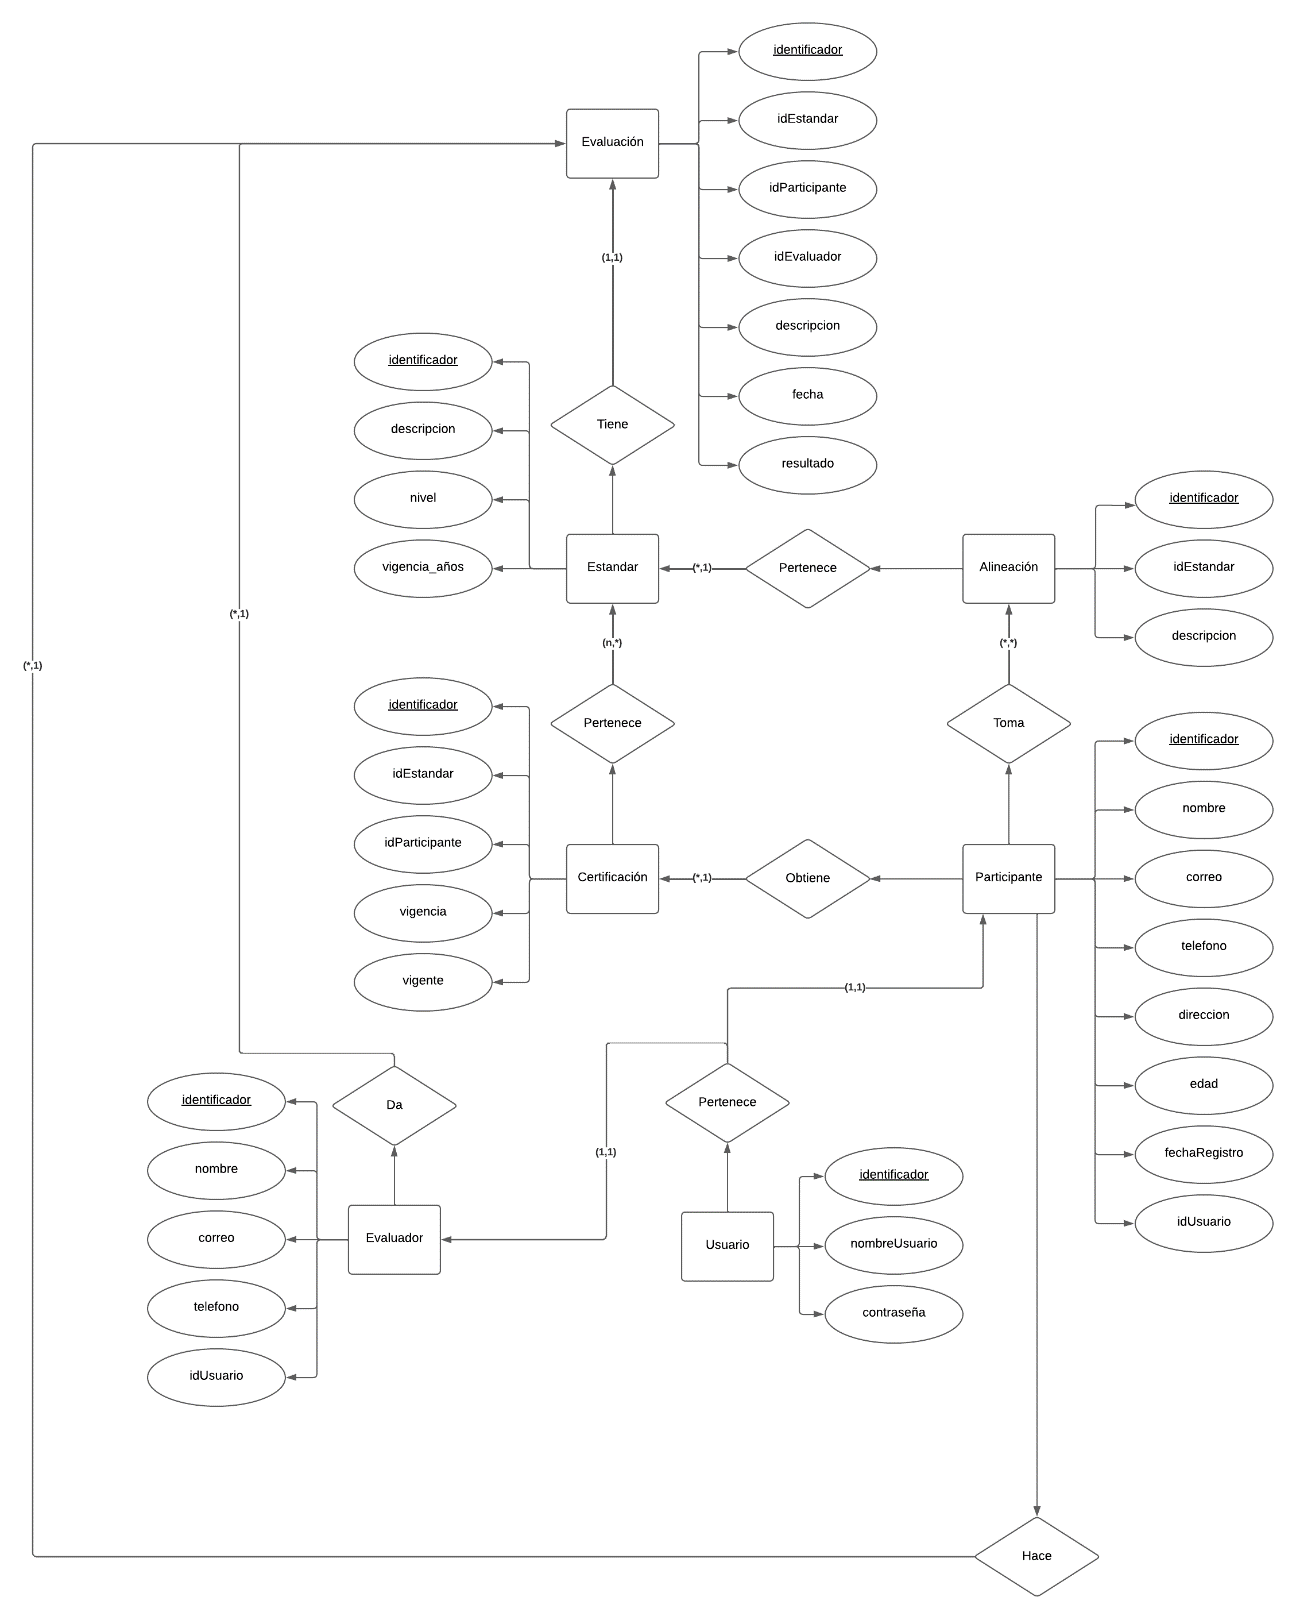 identificador
idEstandar
Evaluación
idParticipante
(1,1)
idEvaluador
descripcion
identificador
fecha
descripcion
Tiene
resultado
nivel
identificador
vigencia_años
Estandar
(*,1)
Pertenece
Alineación
idEstandar
(*,1)
(n,*)
(*,*)
descripcion
(*,1)
identificador
Pertenece
Toma
identificador
idEstandar
nombre
idParticipante
Certificación
(*,1)
Obtiene
Participante
correo
vigencia
telefono
vigente
(1,1)
direccion
identificador
Da
Pertenece
edad
nombre
(1,1)
identificador
fechaRegistro
correo
Evaluador
Usuario
nombreUsuario
idUsuario
telefono
contraseña
idUsuario
Hace